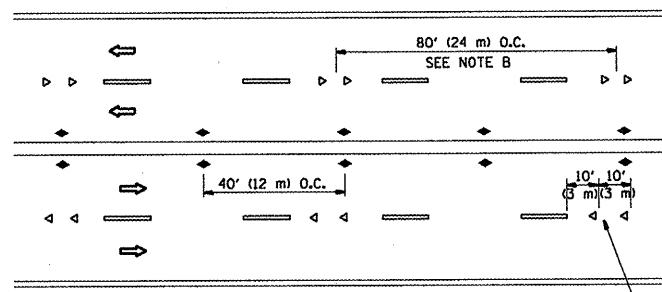 80' (24 m) O.C.
SEE NOTE B
40' (12 m) O.C.
10' 10'
(3 m) (3 m)